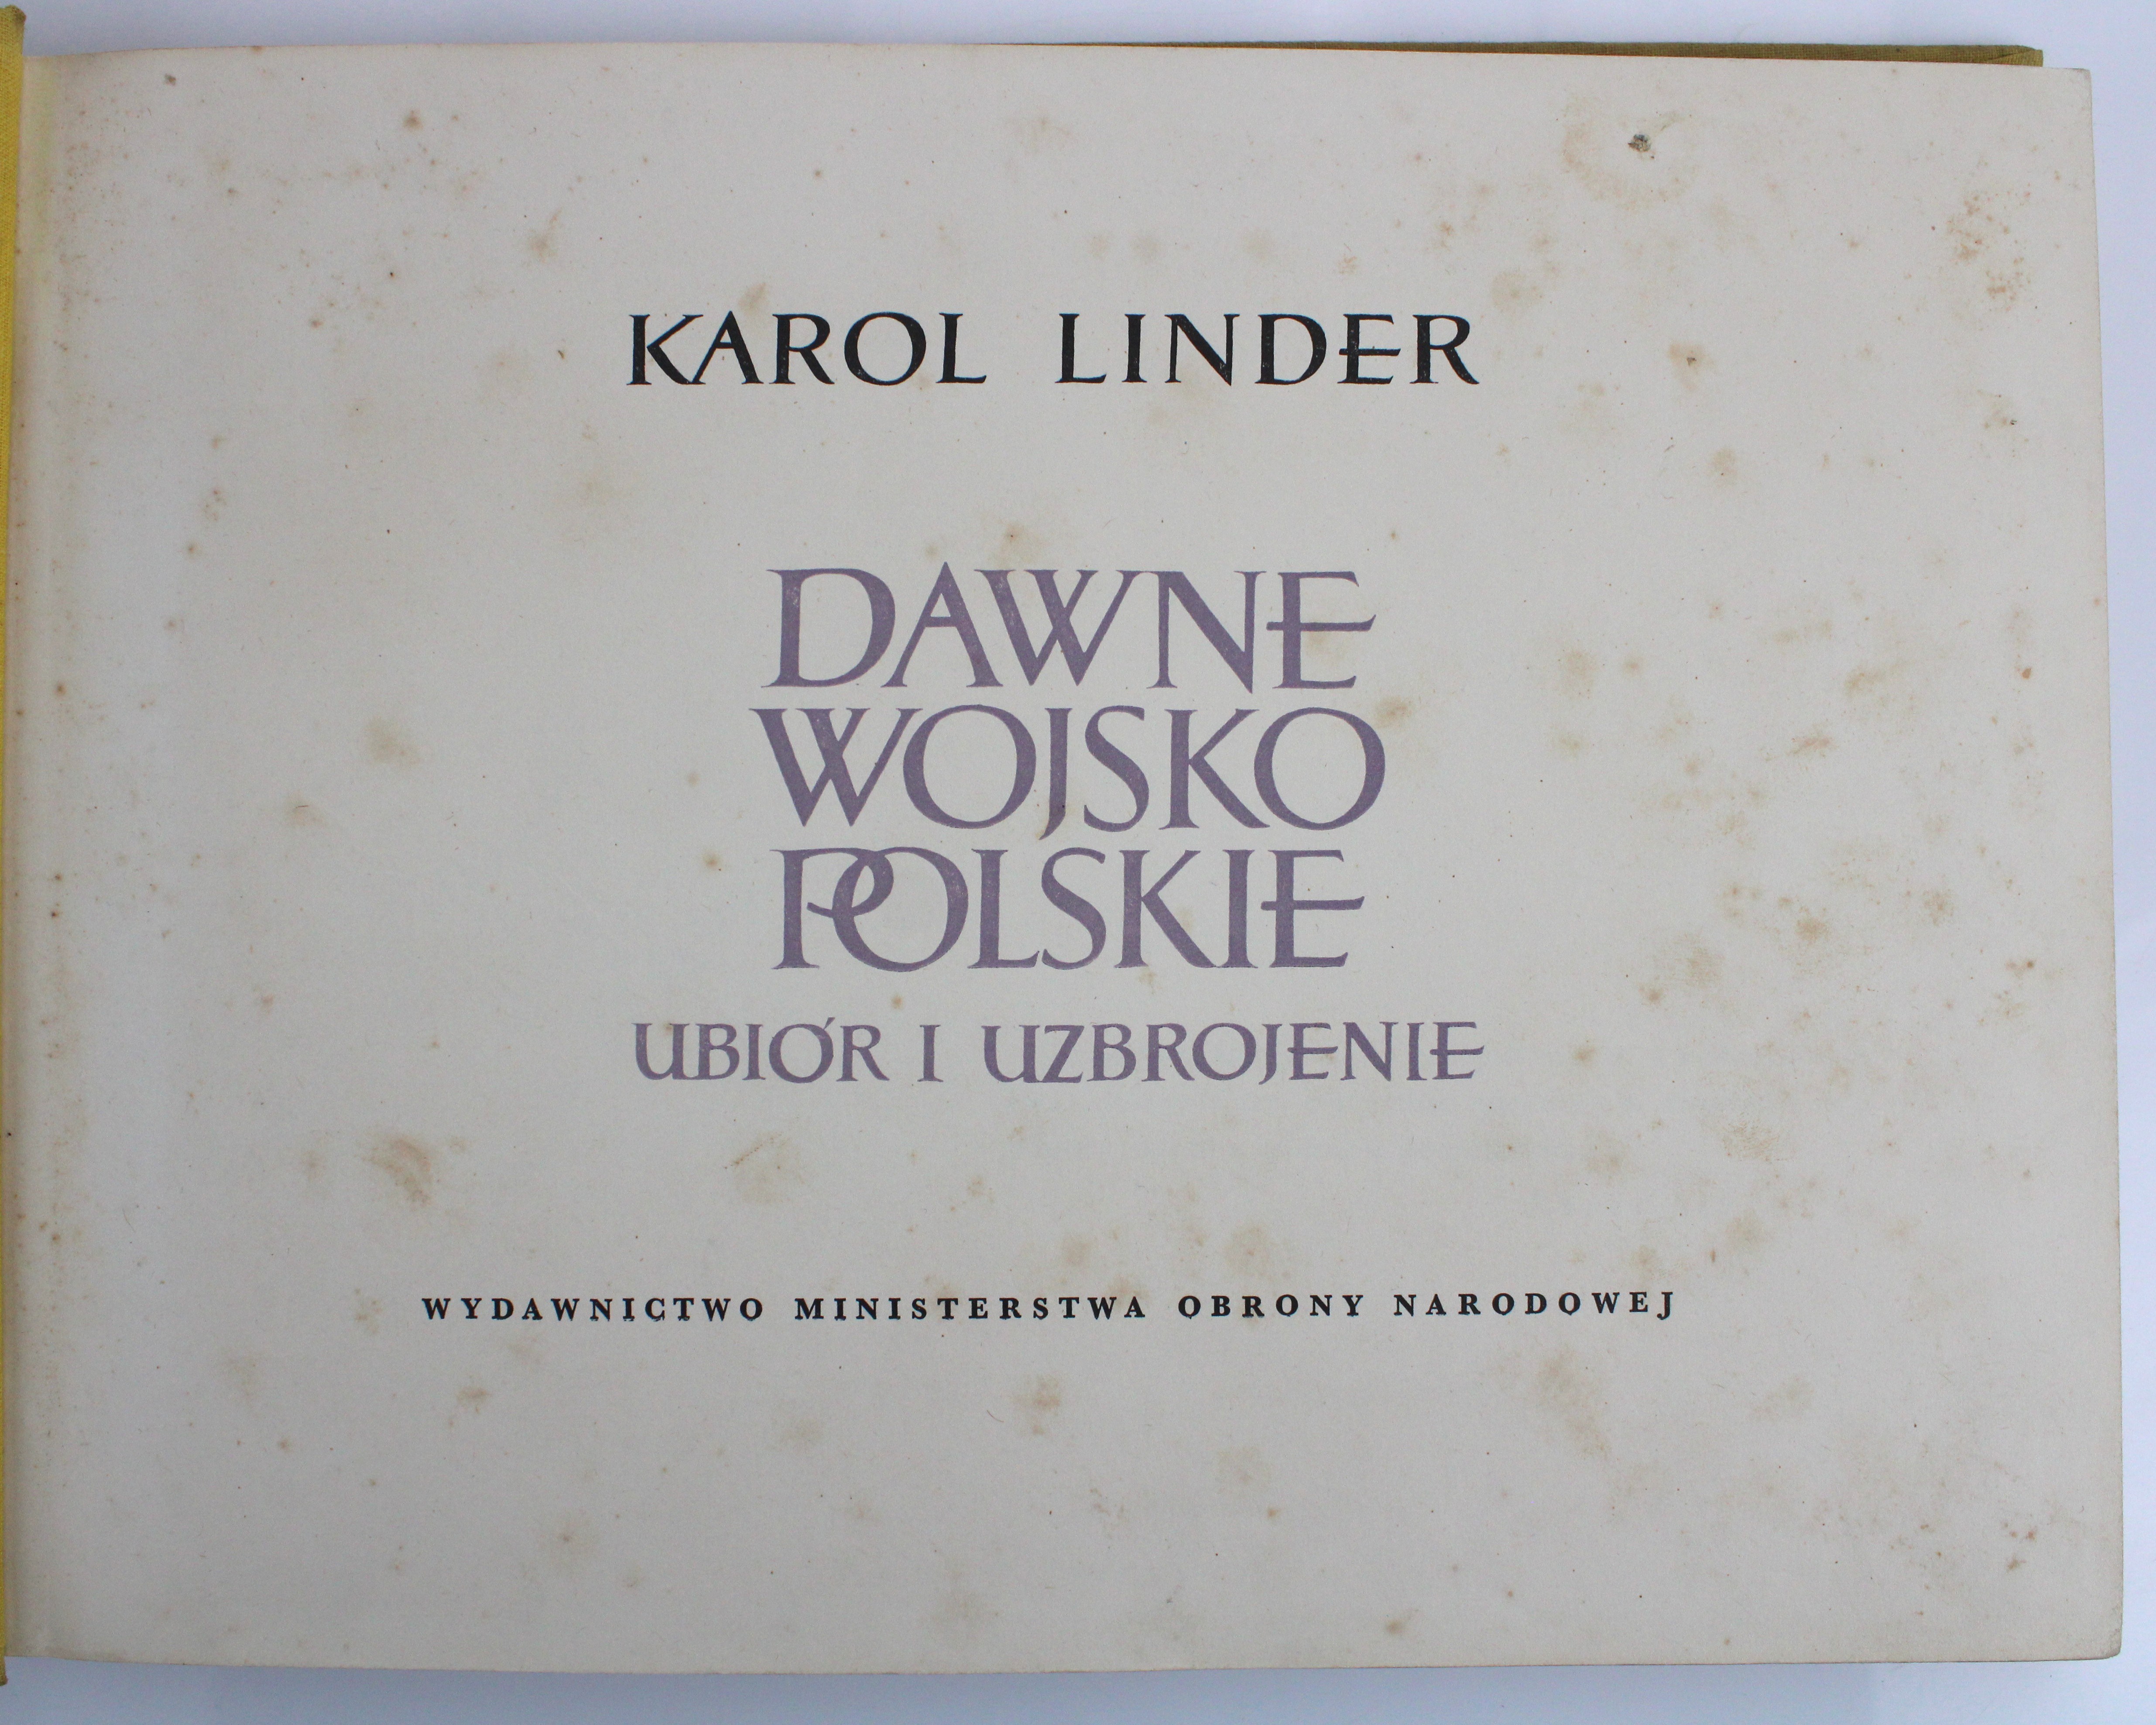 KAROL LINDER
DAWNE
WOJSKO
POLSKIE
UBIÓR I UZBROJENIE
WYDAWNICTWO MINISTERSTWA OBRONY NARODOWEJ